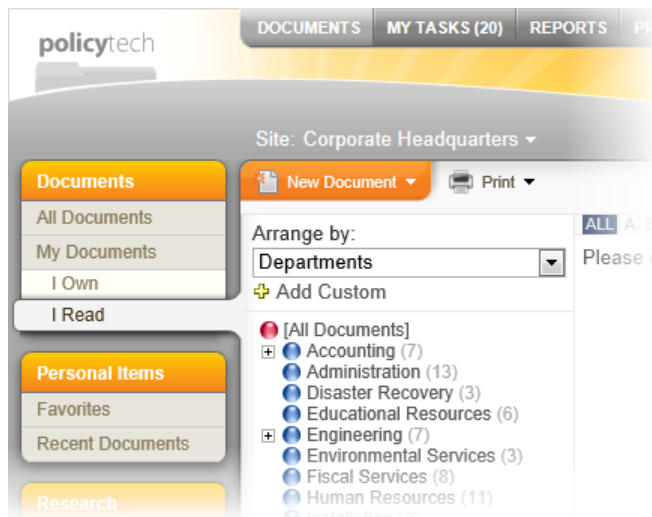 policytech
DOCUMENTS MY TASKS (20) REPORTS
Site: Corporate Headquarters
Documents
All Documents
My Documents
I Own
I Read
Personal Items
Favorites
Recent Documents
Research
New Document Print
Arrange by:
Departments
Add Custom
[All Documents]
Accounting (7)
Administration (13)
Disaster Recovery (3)
Educational Resources (6)
Engineering (7)
Environmental Services (3)
Fiscal Services (8)
Human Resources (11)
ALL A
Please